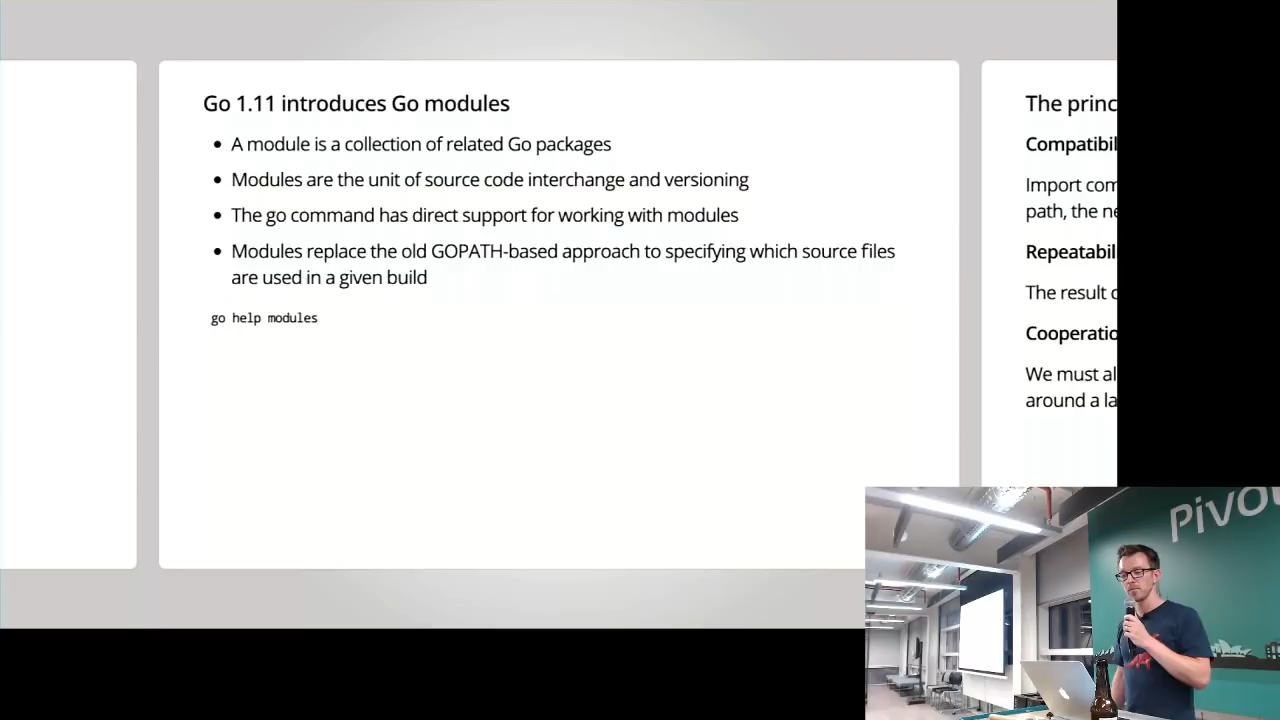 Go 1.11 introduces Go modules
• A module is a collection of related Go packages
• Modules are the unit of source code interchange and versioning
• The go command has direct support for working with modules
• Modules replace the old GOPATH-based approach to specifying which source files
are used in a given build
go help modules
The princ
Compatibil
Import com
path, the ne
Repeatabil
The result
Cooperatio
We must al
around a la
Pivo